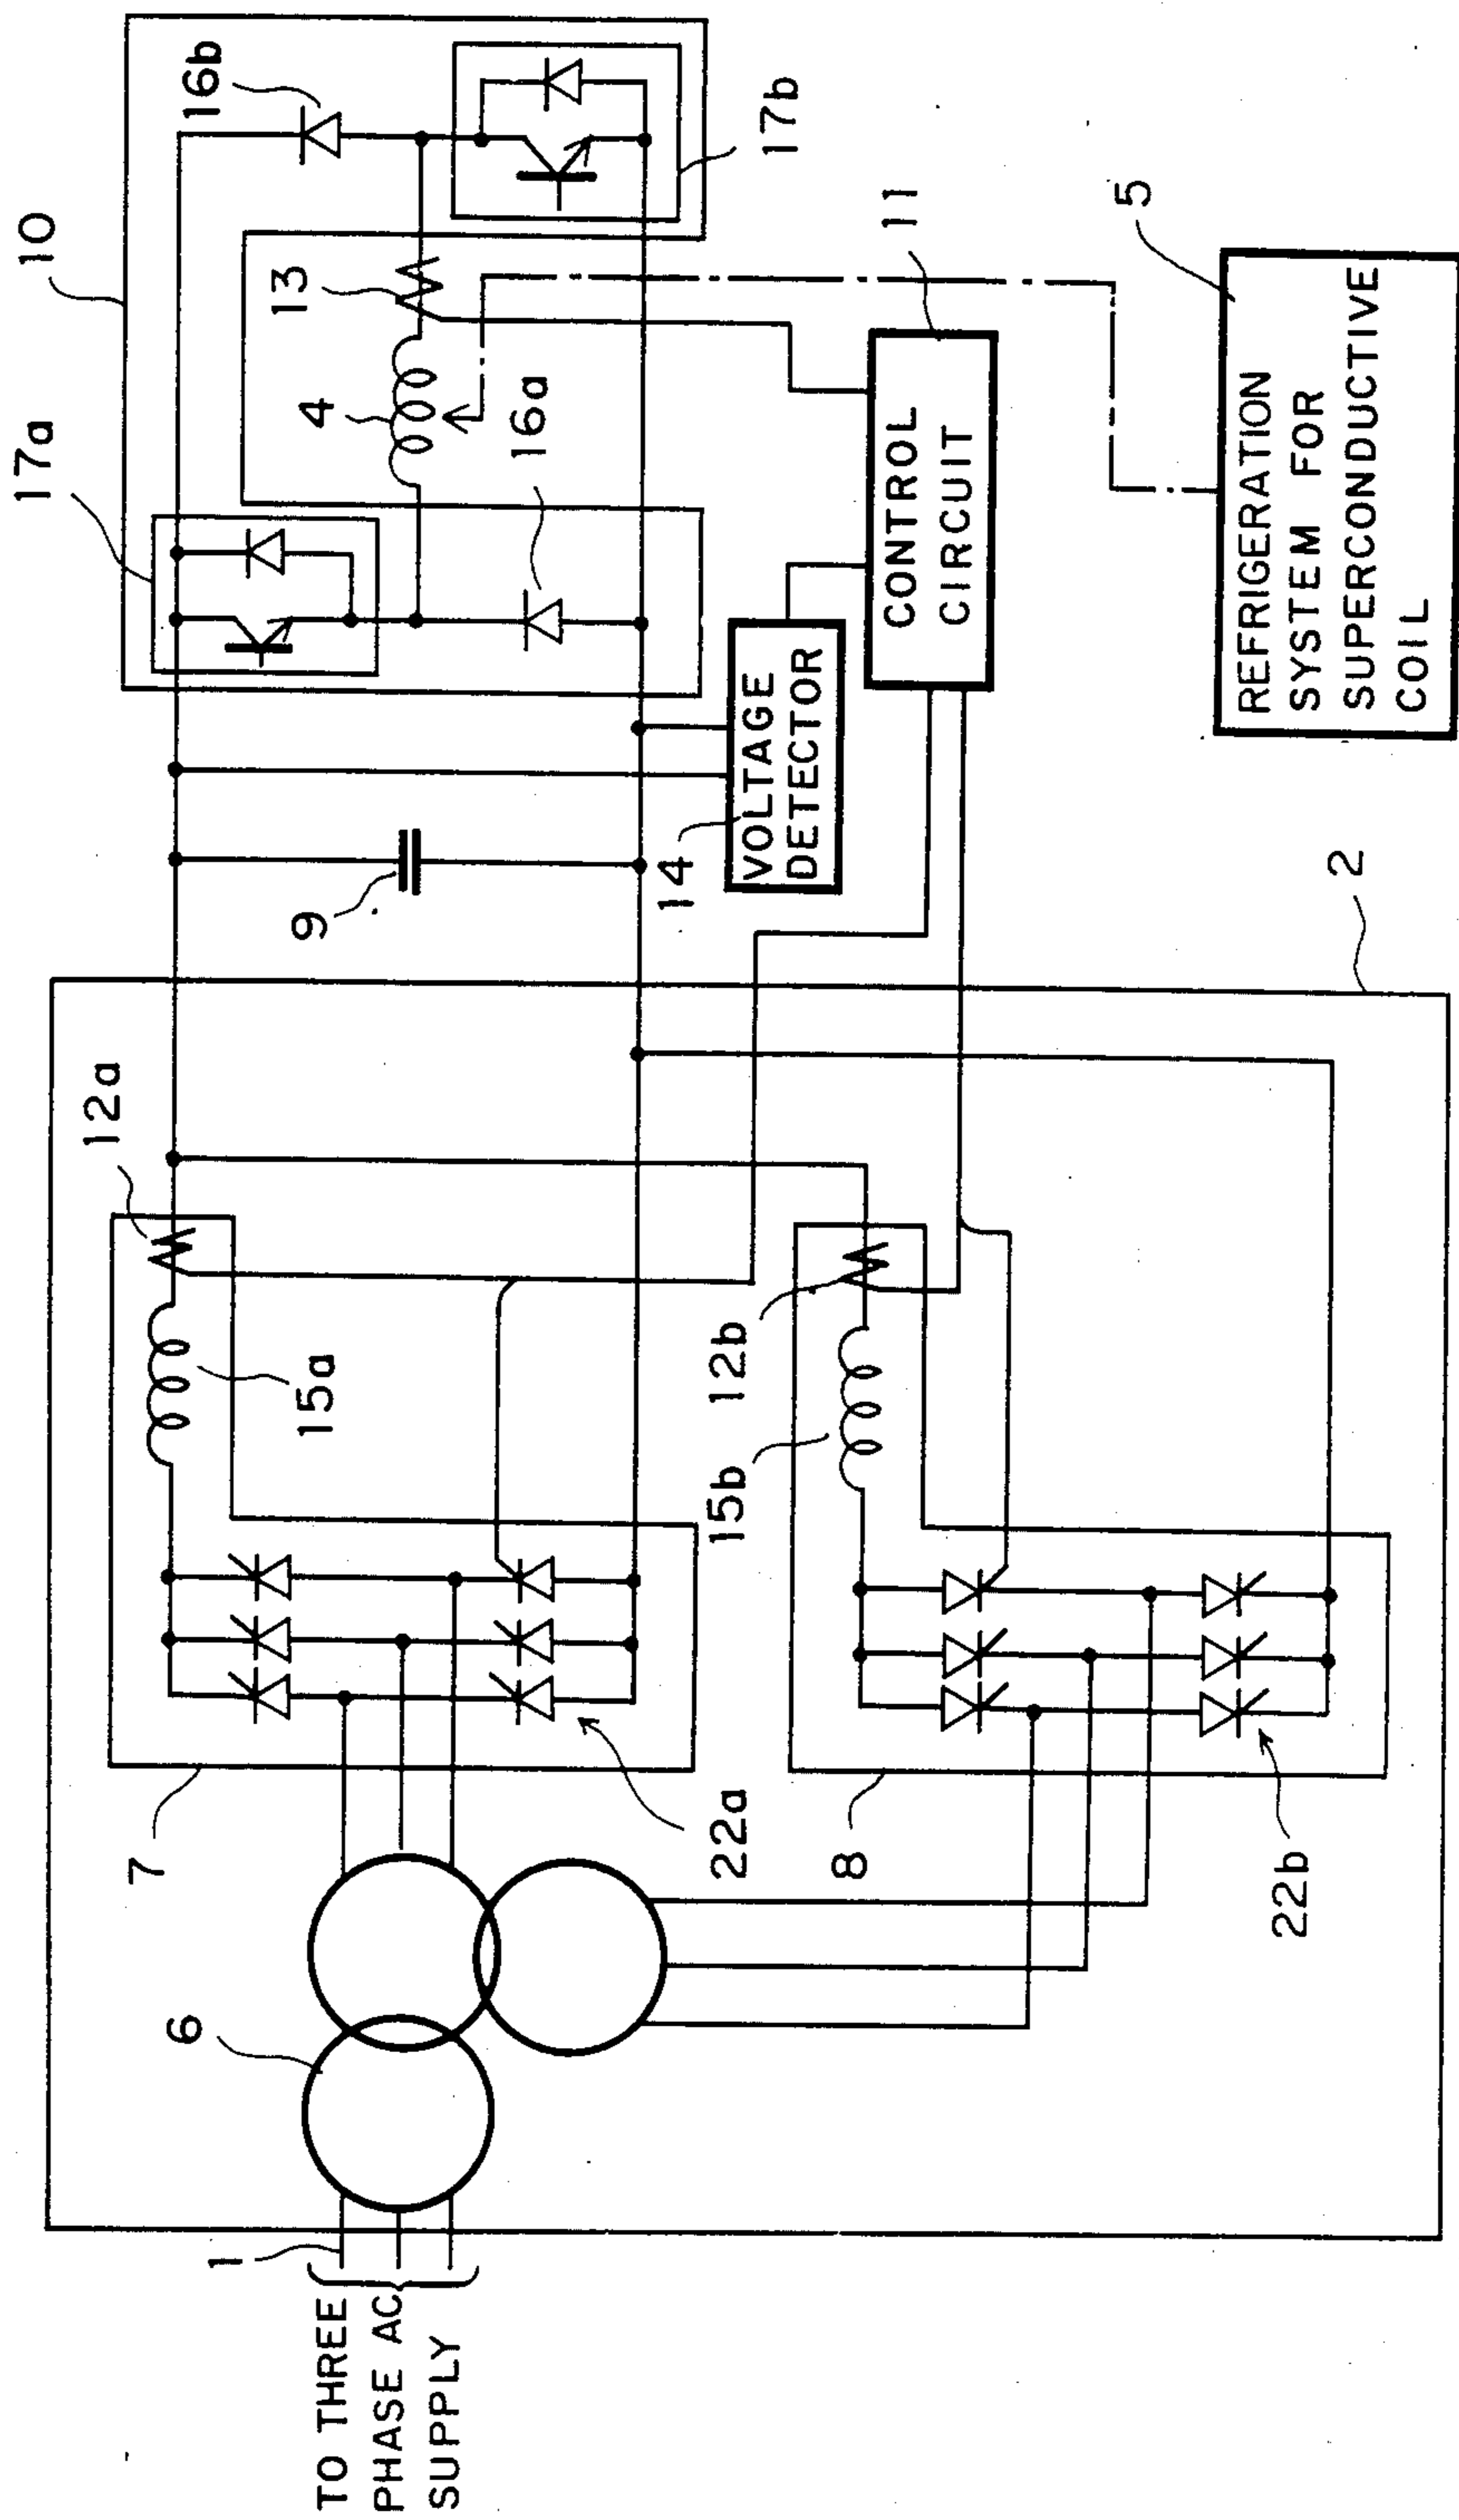 10
16b
17b
17a
13
4
16a
11
5
CONTROL
CIRCUIT
REFRIGERATION
SYSTEM FOR
SUPERCONDUCTIVE
COIL
9
14
VOLTAGE
DETECTOR
2
12a
15a
12b
15b
7
22a
8
22b
6
1
TO THREE
PHASE AC
SUPPLY